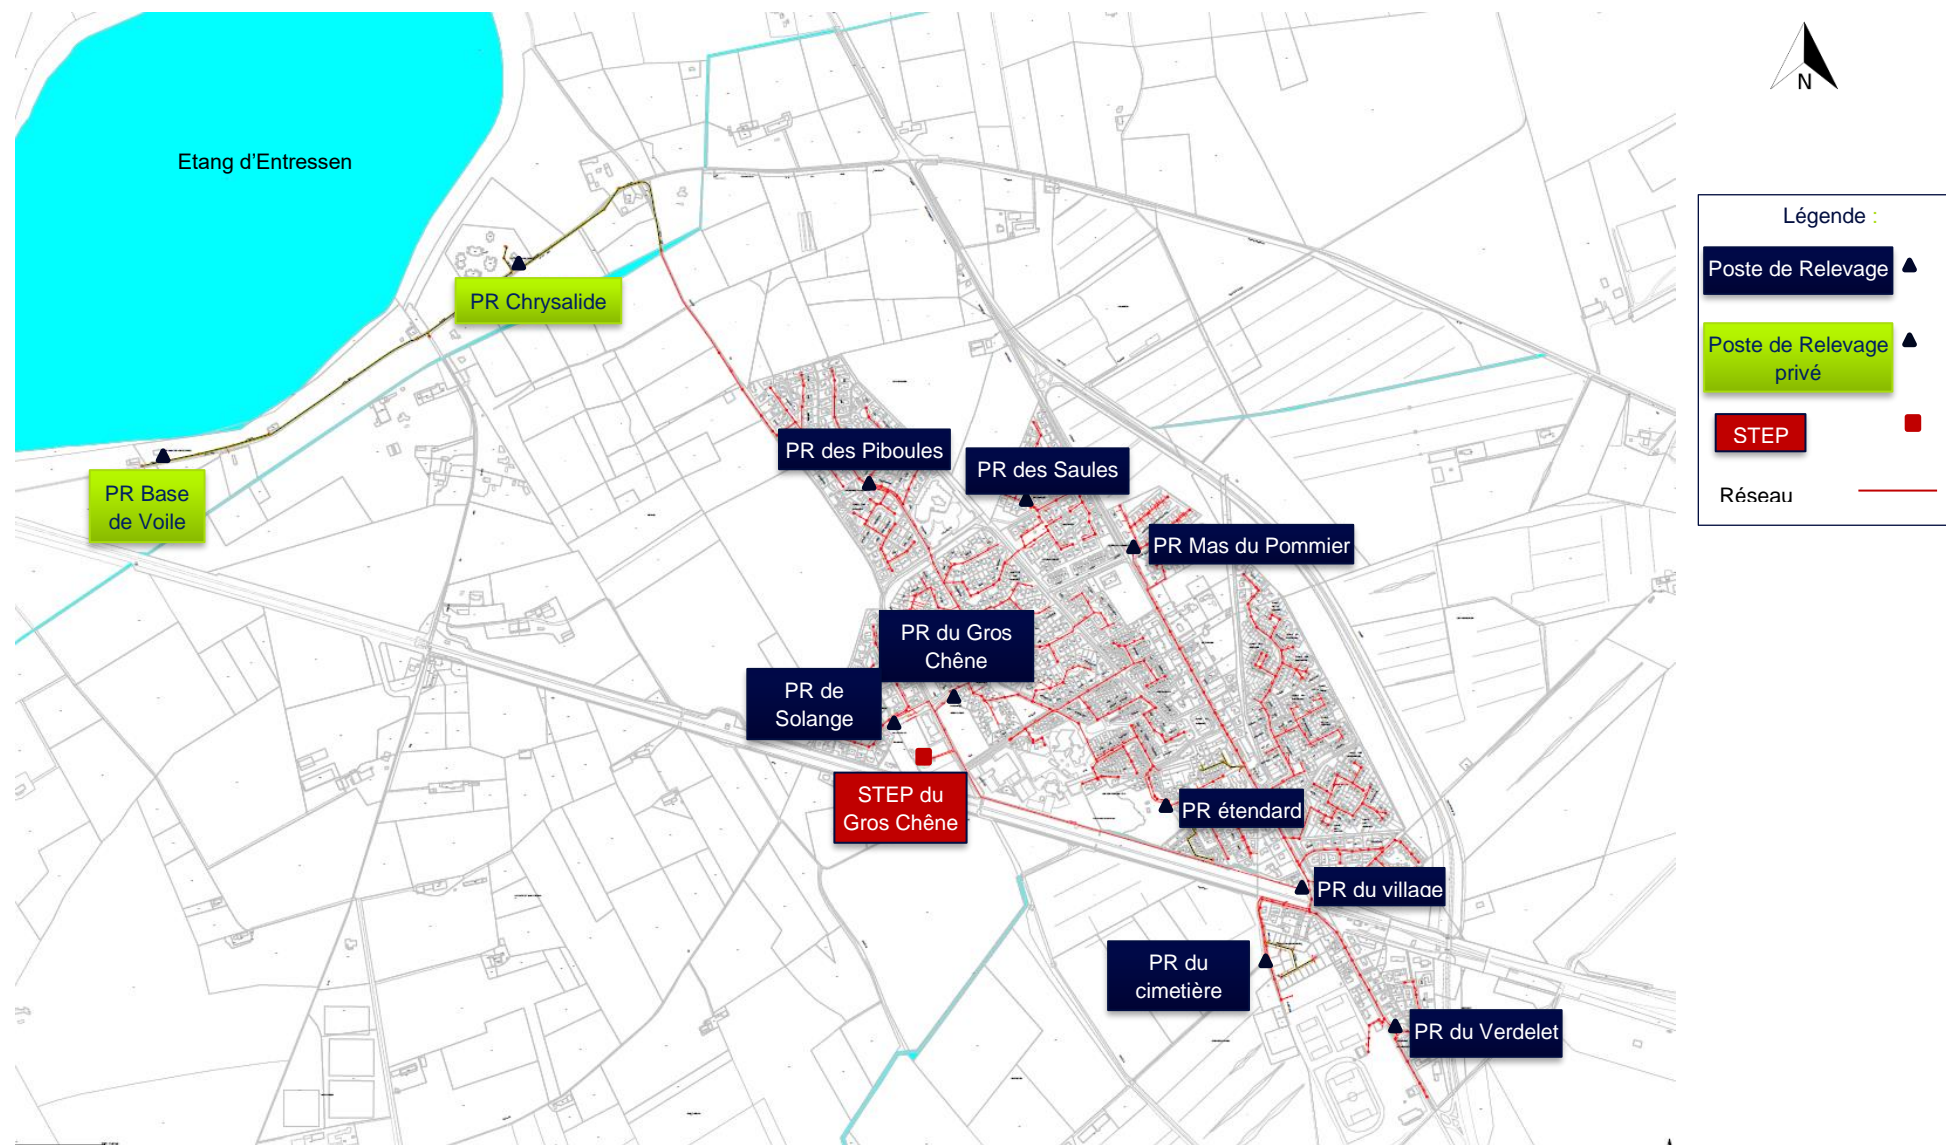 N
Etang d'Entressen
Légende :
Poste de Relevage
Poste de Relevage
privé
STEP
Réseau
PR Chrysalide
PR Base
de Voile
PR des Piboules
PR des Saules
PR Mas du Pommier
PR du Gros
Chêne
PR de
Solange
STEP du
Gros Chêne
PR étendard
PR du village
PR du
cimetière
PR du Verdelet